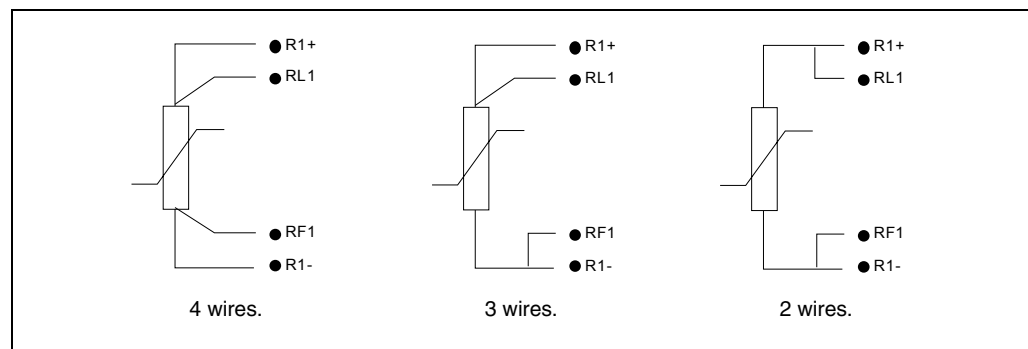 R1+ R1+ R1+
RL1 RL1 RL1
RF1 RF1 RF1
R1- R1- R1-
4 wires. 3 wires. 2 wires.